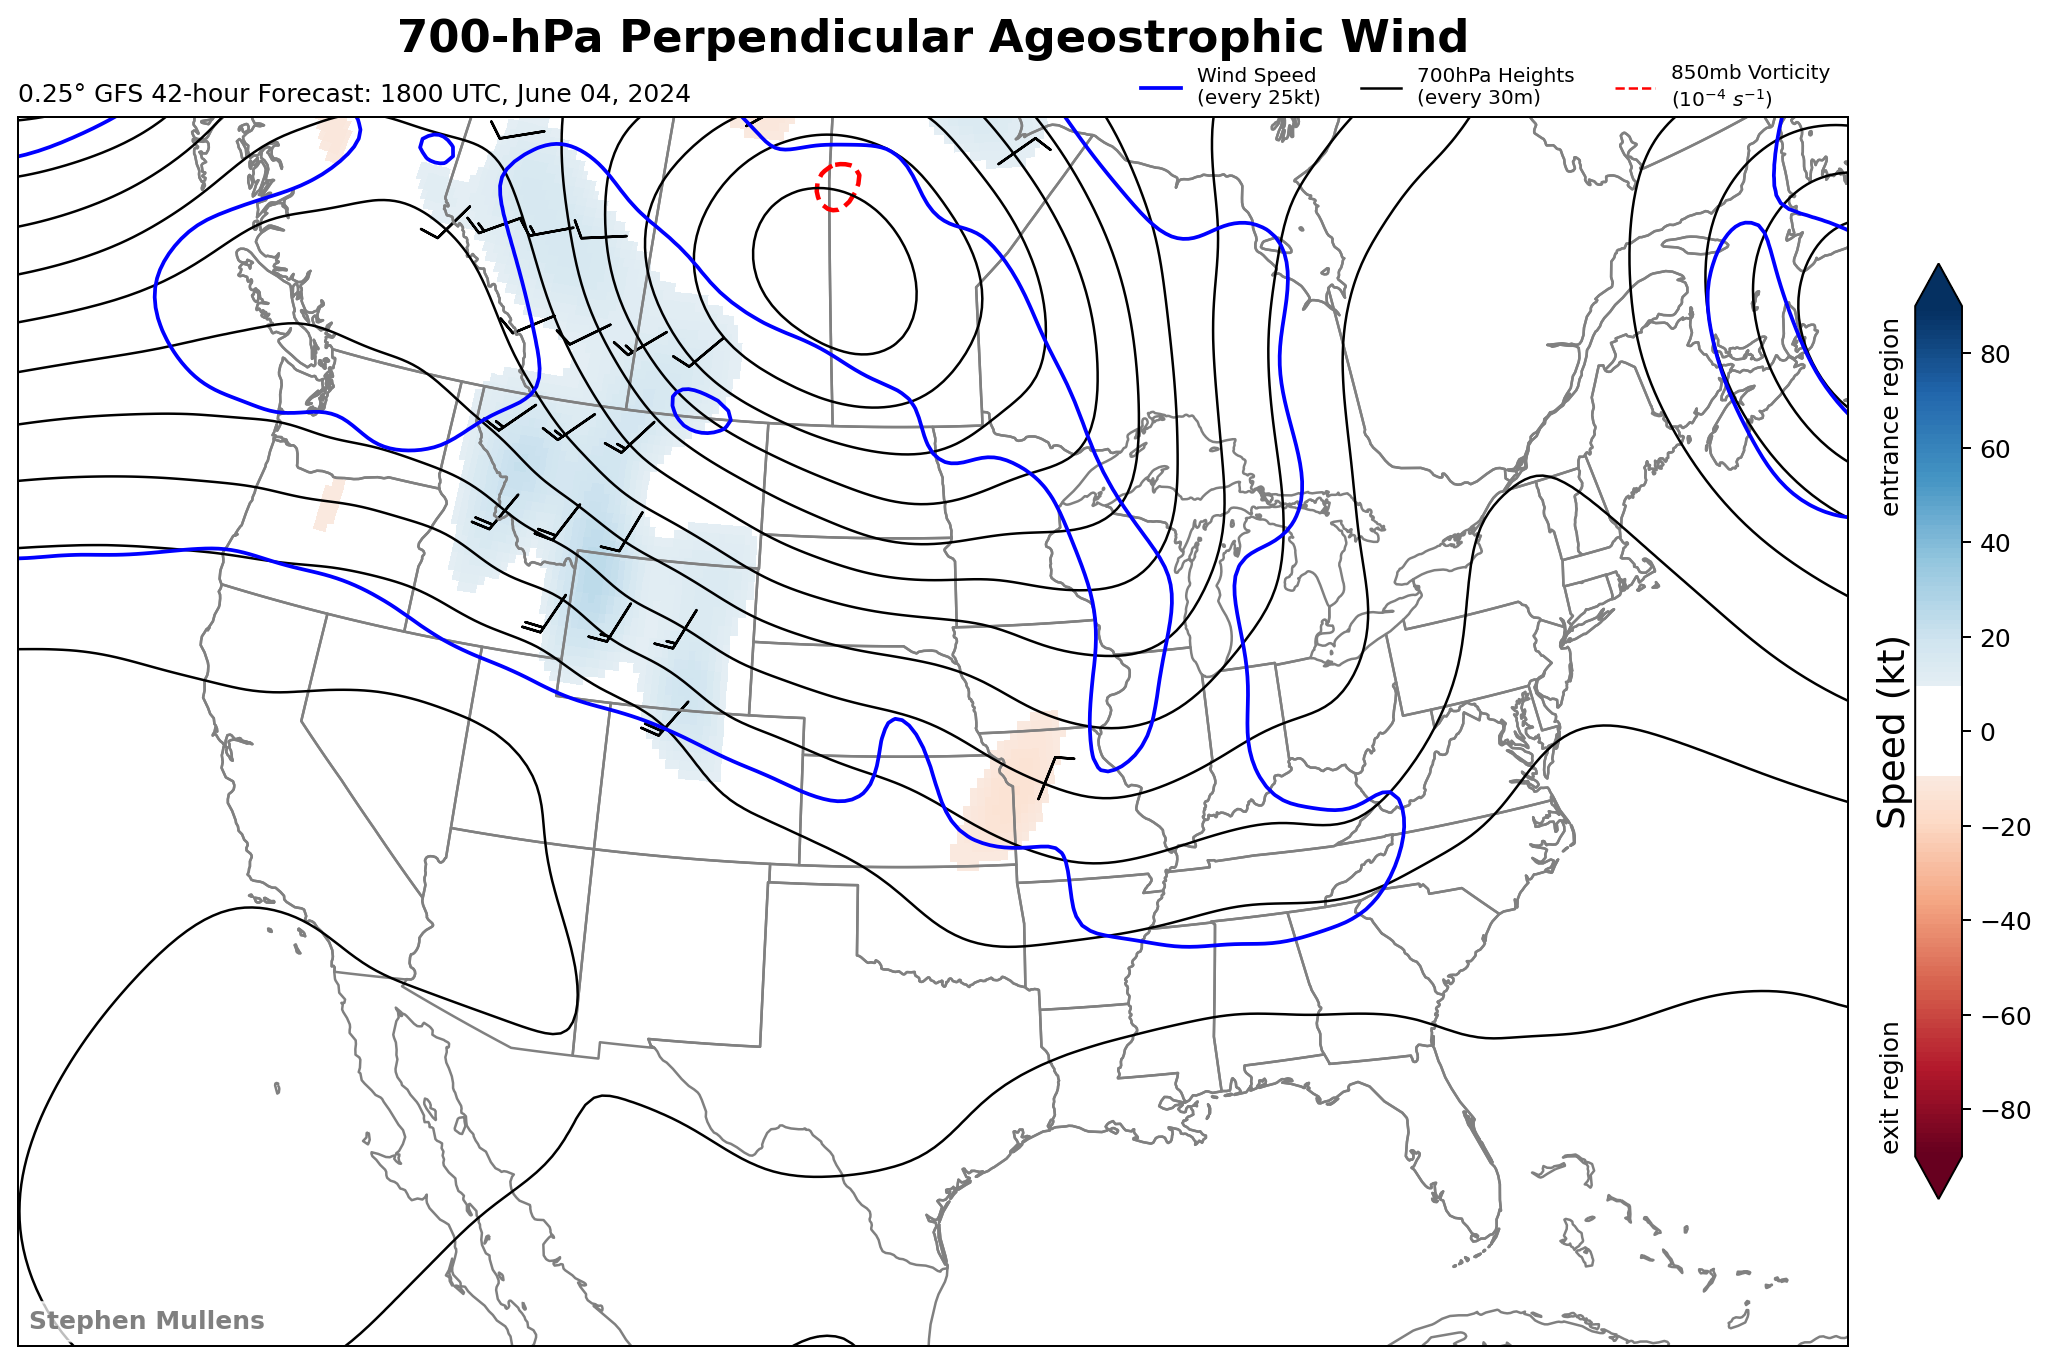 700-hPa Perpendicular Ageostrophic Wind
0.25° GFS 42-hour Forecast: 1800 UTC, June 04, 2024
Wind Speed
(every 25kt)
700hPa Heights
(every 30m)
850mb Vorticity
(10⁻⁴ s⁻¹)
entrance region
Speed (kt)
exit region
80
60
40
20
0
−20
−40
−60
−80
Stephen Mullens